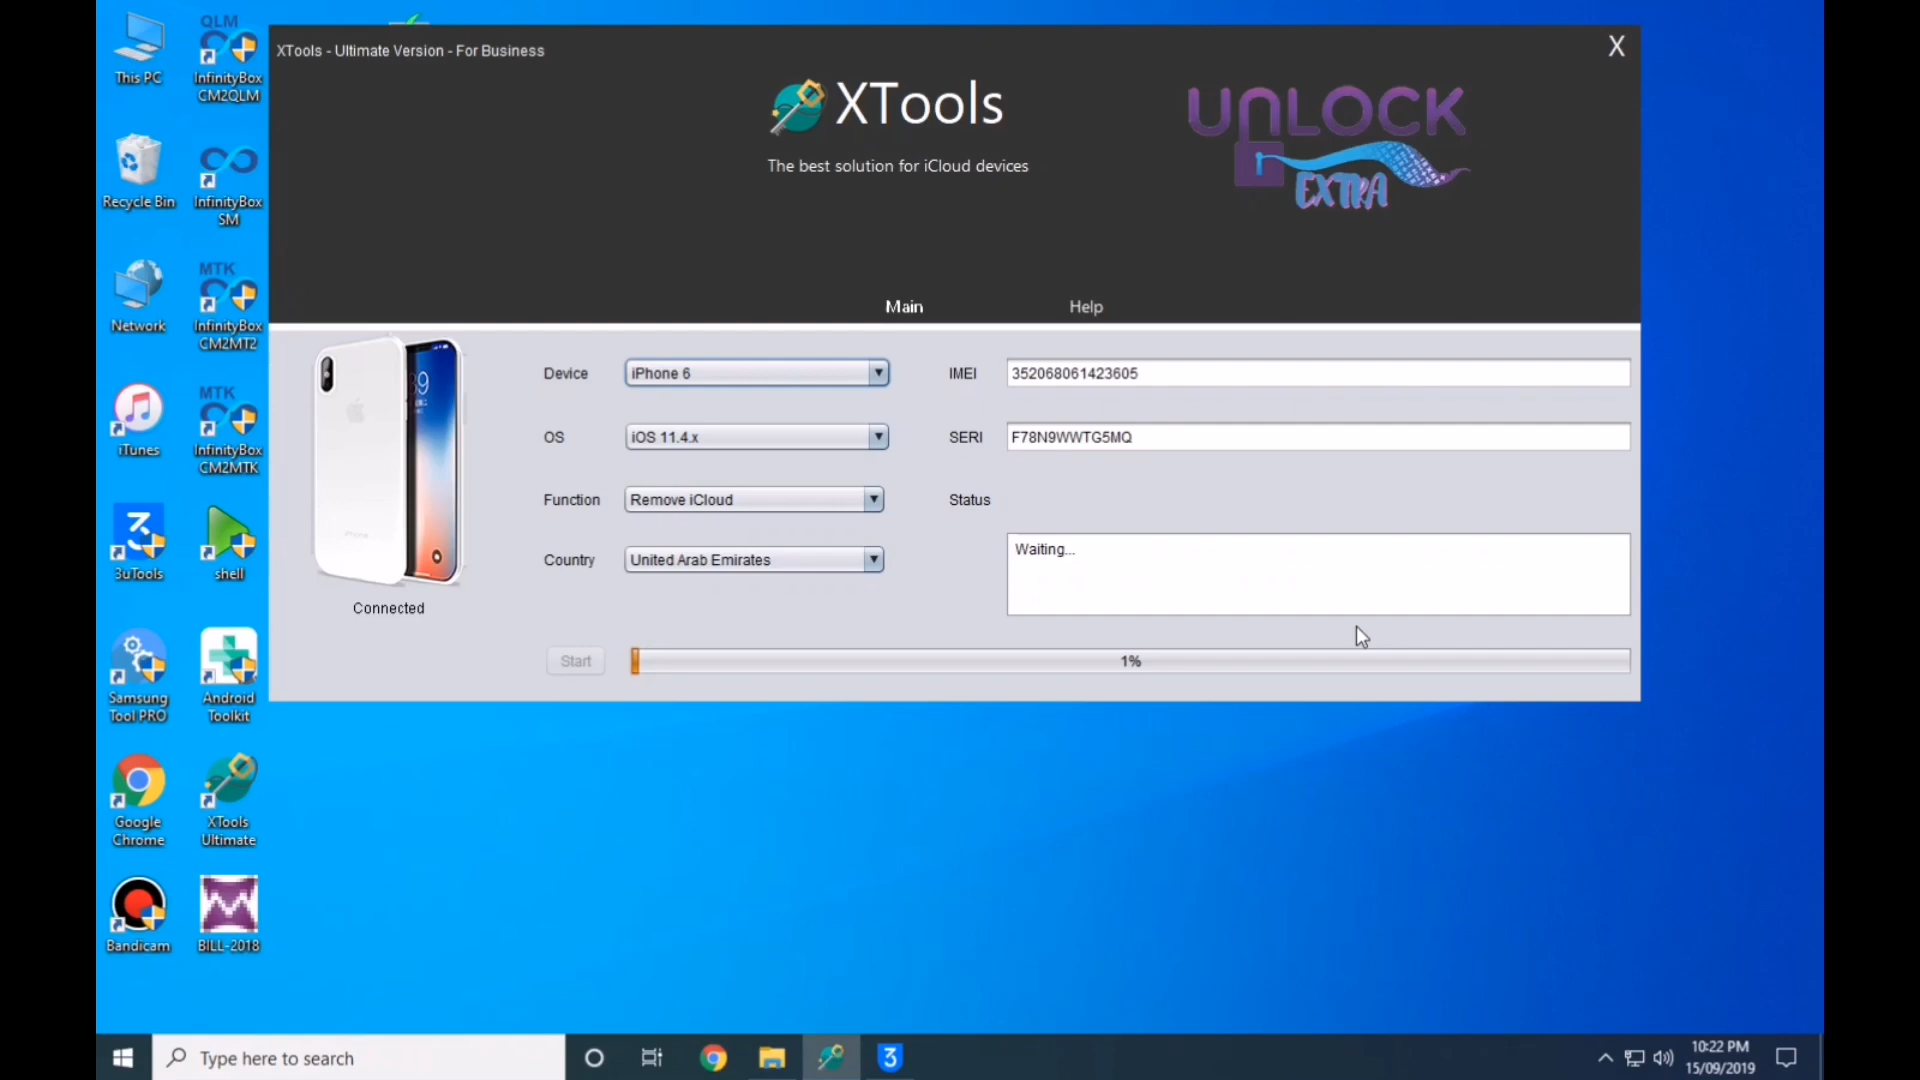 This PC
QLM
InfinityBox
CM2QLM
Recycle Bin
InfinityBox
SM
Network
MTK
InfinityBox
CM2MT2
iTunes
MTK
InfinityBox
CM2MTK
3uTools
shell
Samsung
Tool PRO
Android
Toolkit
Google
Chrome
XTools
Ultimate
Bandicam
BILL-2018
XTools - Ultimate Version - For Business
X
XTools
The best solution for iCloud devices
UNLOCK
EXTRA
Main
Help
Device
iPhone 6
IMEI
352068061423605
OS
iOS 11.4.x
SERI
F78N9WWTG5MQ
Function
Remove iCloud
Status
Country
United Arab Emirates
Waiting...
Connected
Start
1%
Type here to search
10:22 PM
15/09/2019